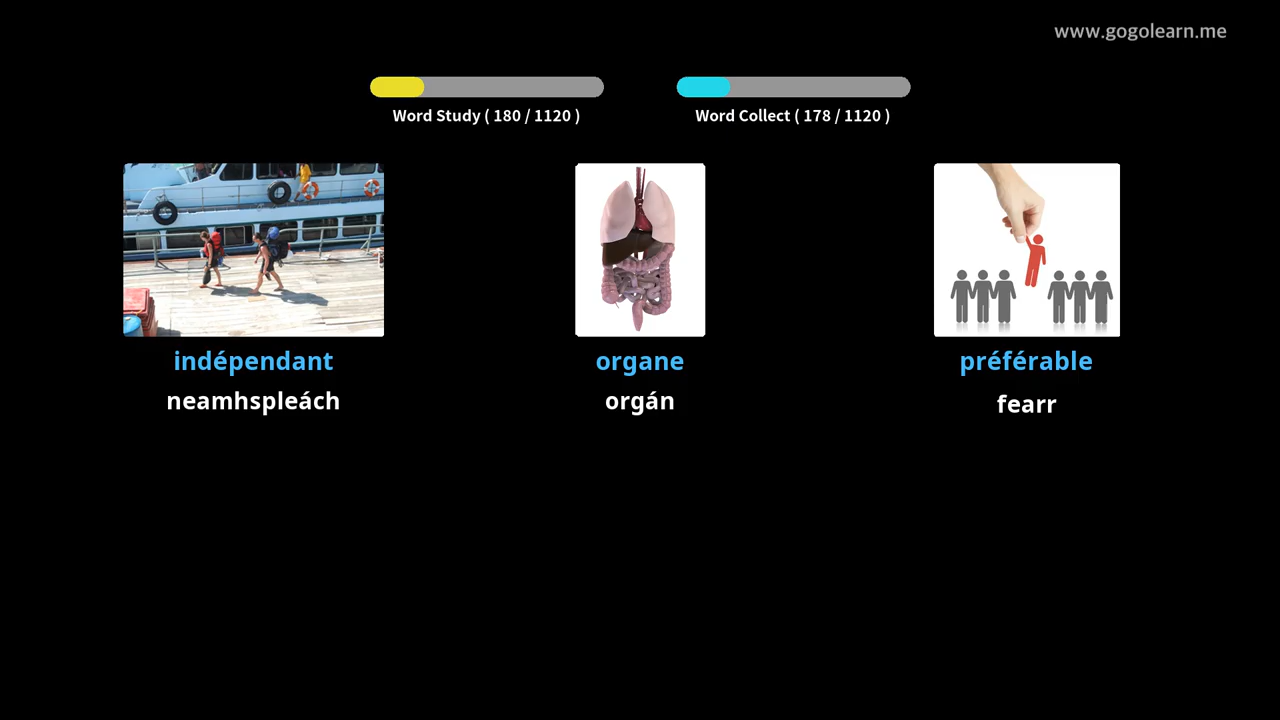 www.gogolearn.me
Word Study ( 180 / 1120 )
Word Collect ( 178 / 1120 )
indépendant
neamhspleách
organe
orgán
préférable
fearr